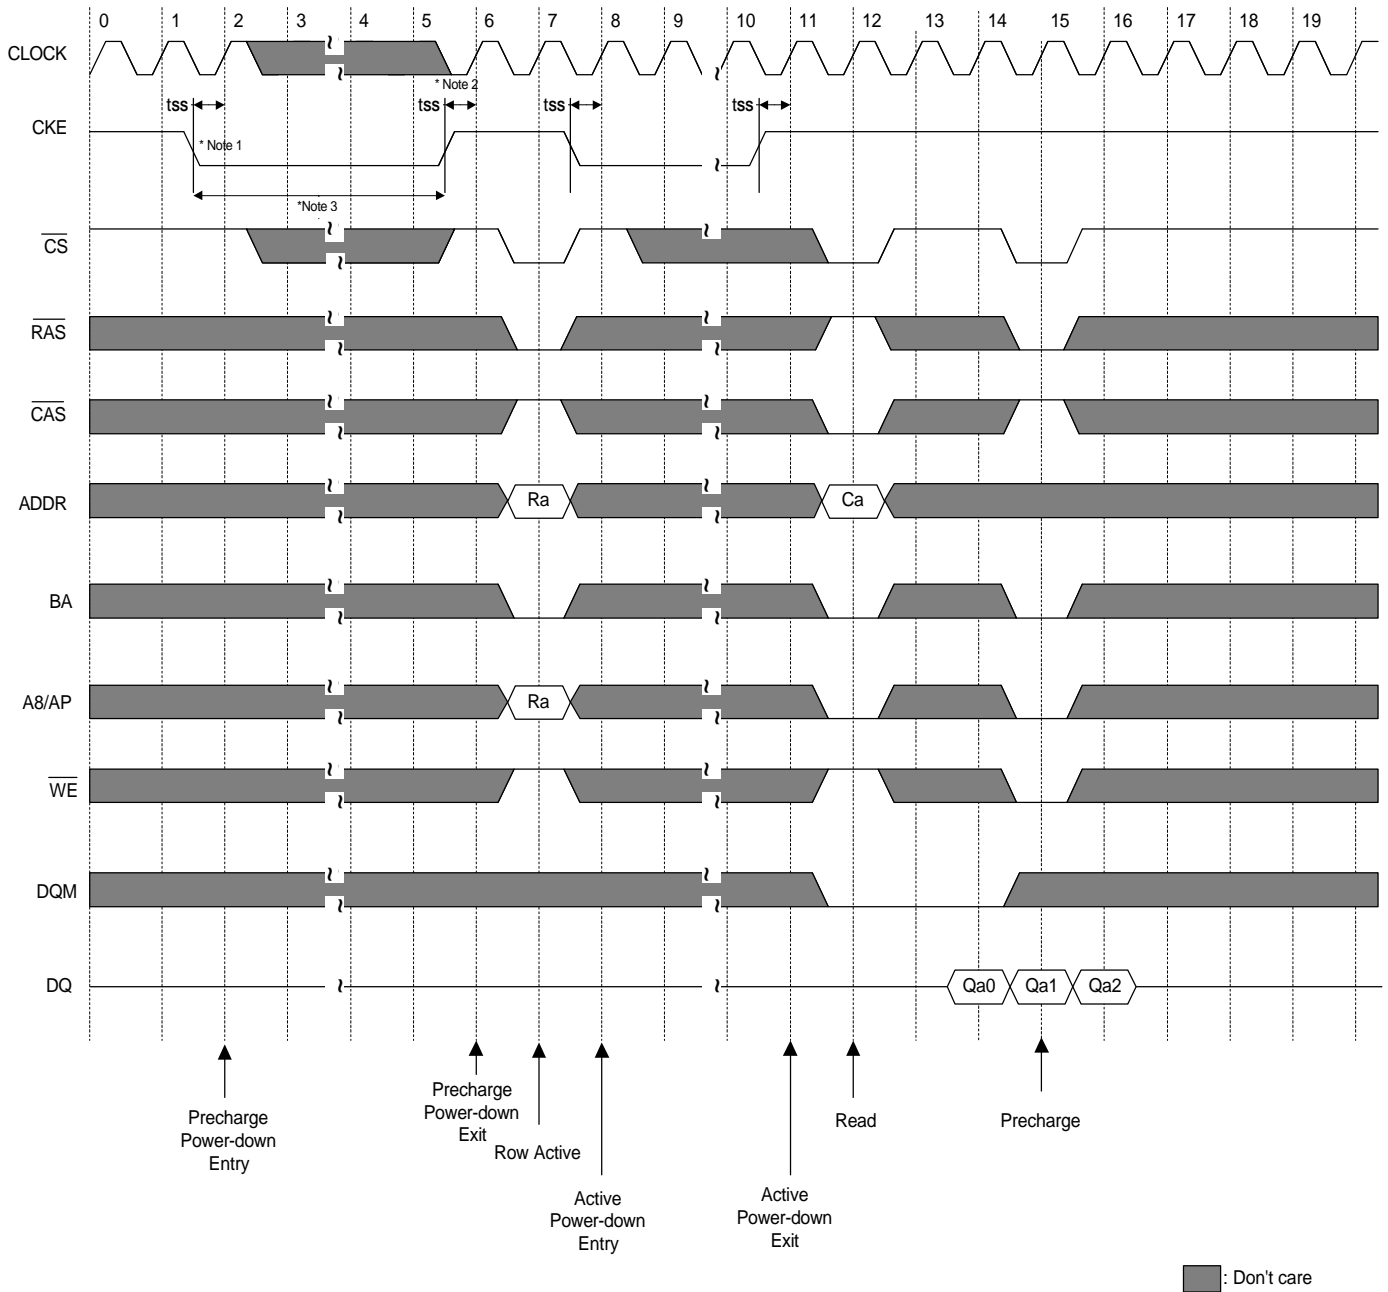 0 1 2 3 4 5 6 7 8 9 10 11 12 13 14 15 16 17 18 19
CLOCK
* Note 2
tss tss tss tss
CKE
* Note 1
*Note 3
CS
RAS
CAS
ADDR Ra Ca
BA
A8/AP Ra
WE
DQM
DQ Qa0 Qa1 Qa2
Precharge
Power-down
Entry
Precharge
Power-down
Exit
Row Active
Active
Power-down
Entry
Active
Power-down
Exit
Read
Precharge
: Don't care